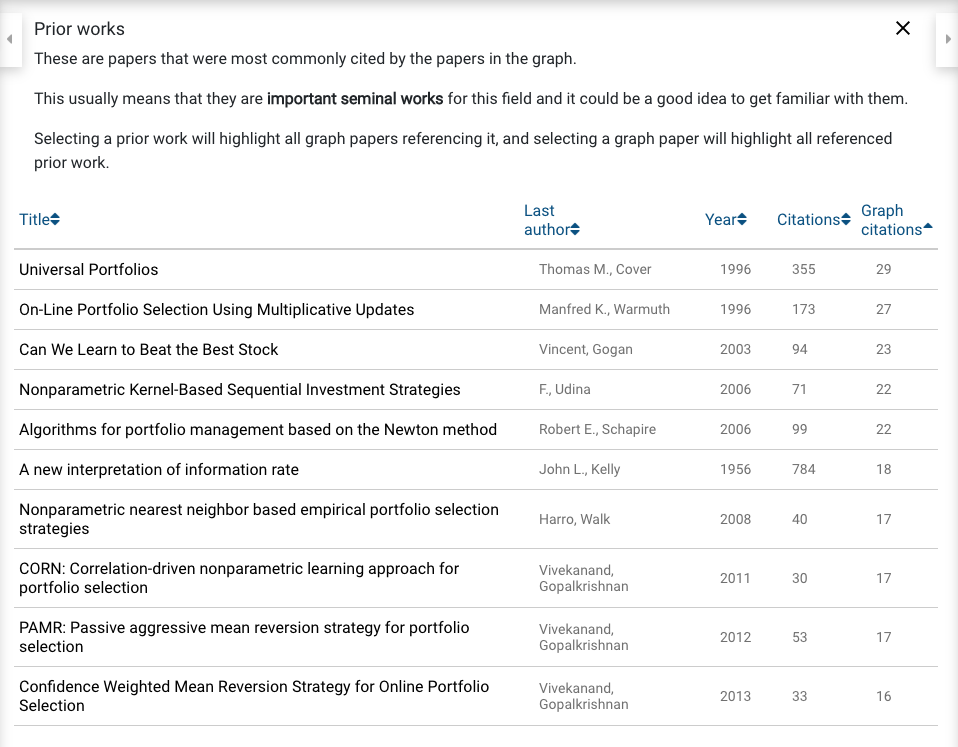 Prior works
These are papers that were most commonly cited by the papers in the graph.
This usually means that they are important seminal works for this field and it could be a good idea to get familiar with them.
Selecting a prior work will highlight all graph papers referencing it, and selecting a graph paper will highlight all referenced
prior work.
Title Last author Year Citations Graph citations
Universal Portfolios Thomas M., Cover 1996 355 29
On-Line Portfolio Selection Using Multiplicative Updates Manfred K., Warmuth 1996 173 27
Can We Learn to Beat the Best Stock Vincent, Gogan 2003 94 23
Nonparametric Kernel-Based Sequential Investment Strategies F., Udina 2006 71 22
Algorithms for portfolio management based on the Newton method Robert E., Schapire 2006 99 22
A new interpretation of information rate John L., Kelly 1956 784 18
Nonparametric nearest neighbor based empirical portfolio selection
strategies Harro, Walk 2008 40 17
CORN: Correlation-driven nonparametric learning approach for
portfolio selection Vivekanand, Gopalkrishnan 2011 30 17
PAMR: Passive aggressive mean reversion strategy for portfolio
selection Vivekanand, Gopalkrishnan 2012 53 17
Confidence Weighted Mean Reversion Strategy for Online Portfolio
Selection Vivekanand, Gopalkrishnan 2013 33 16